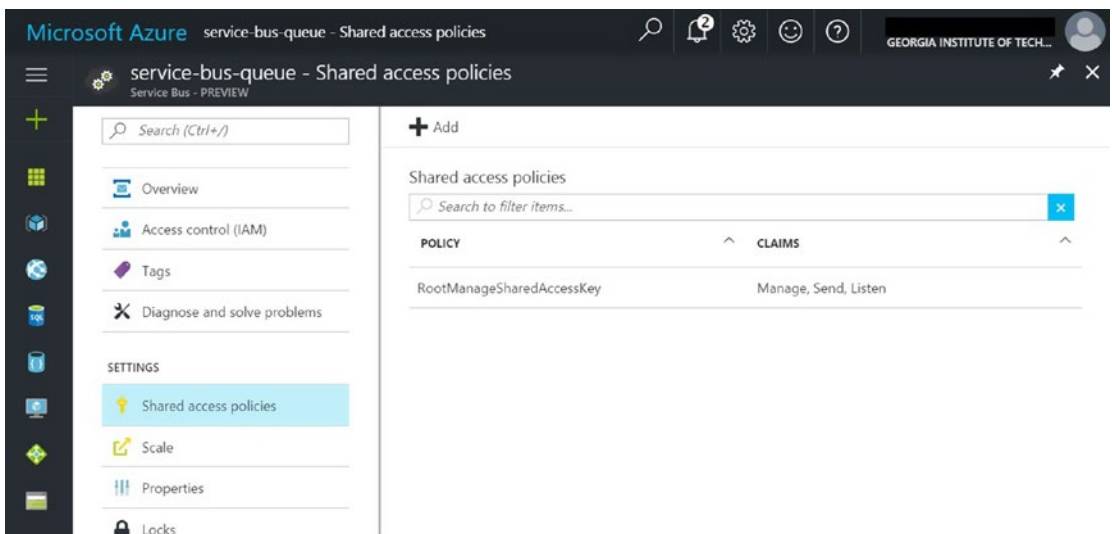 Microsoft Azure service-bus-queue - Shared access policies
2
GEORGIA INSTITUTE OF TECH...
service-bus-queue - Shared access policies
Service Bus - PREVIEW
Search (Ctrl+/)
Overview
Access control (IAM)
Tags
Diagnose and solve problems
SETTINGS
Shared access policies
Scale
Properties
Locks
Add
Shared access policies
Search to filter items...
POLICY CLAIMS
RootManageSharedAccessKey Manage, Send, Listen
SQL